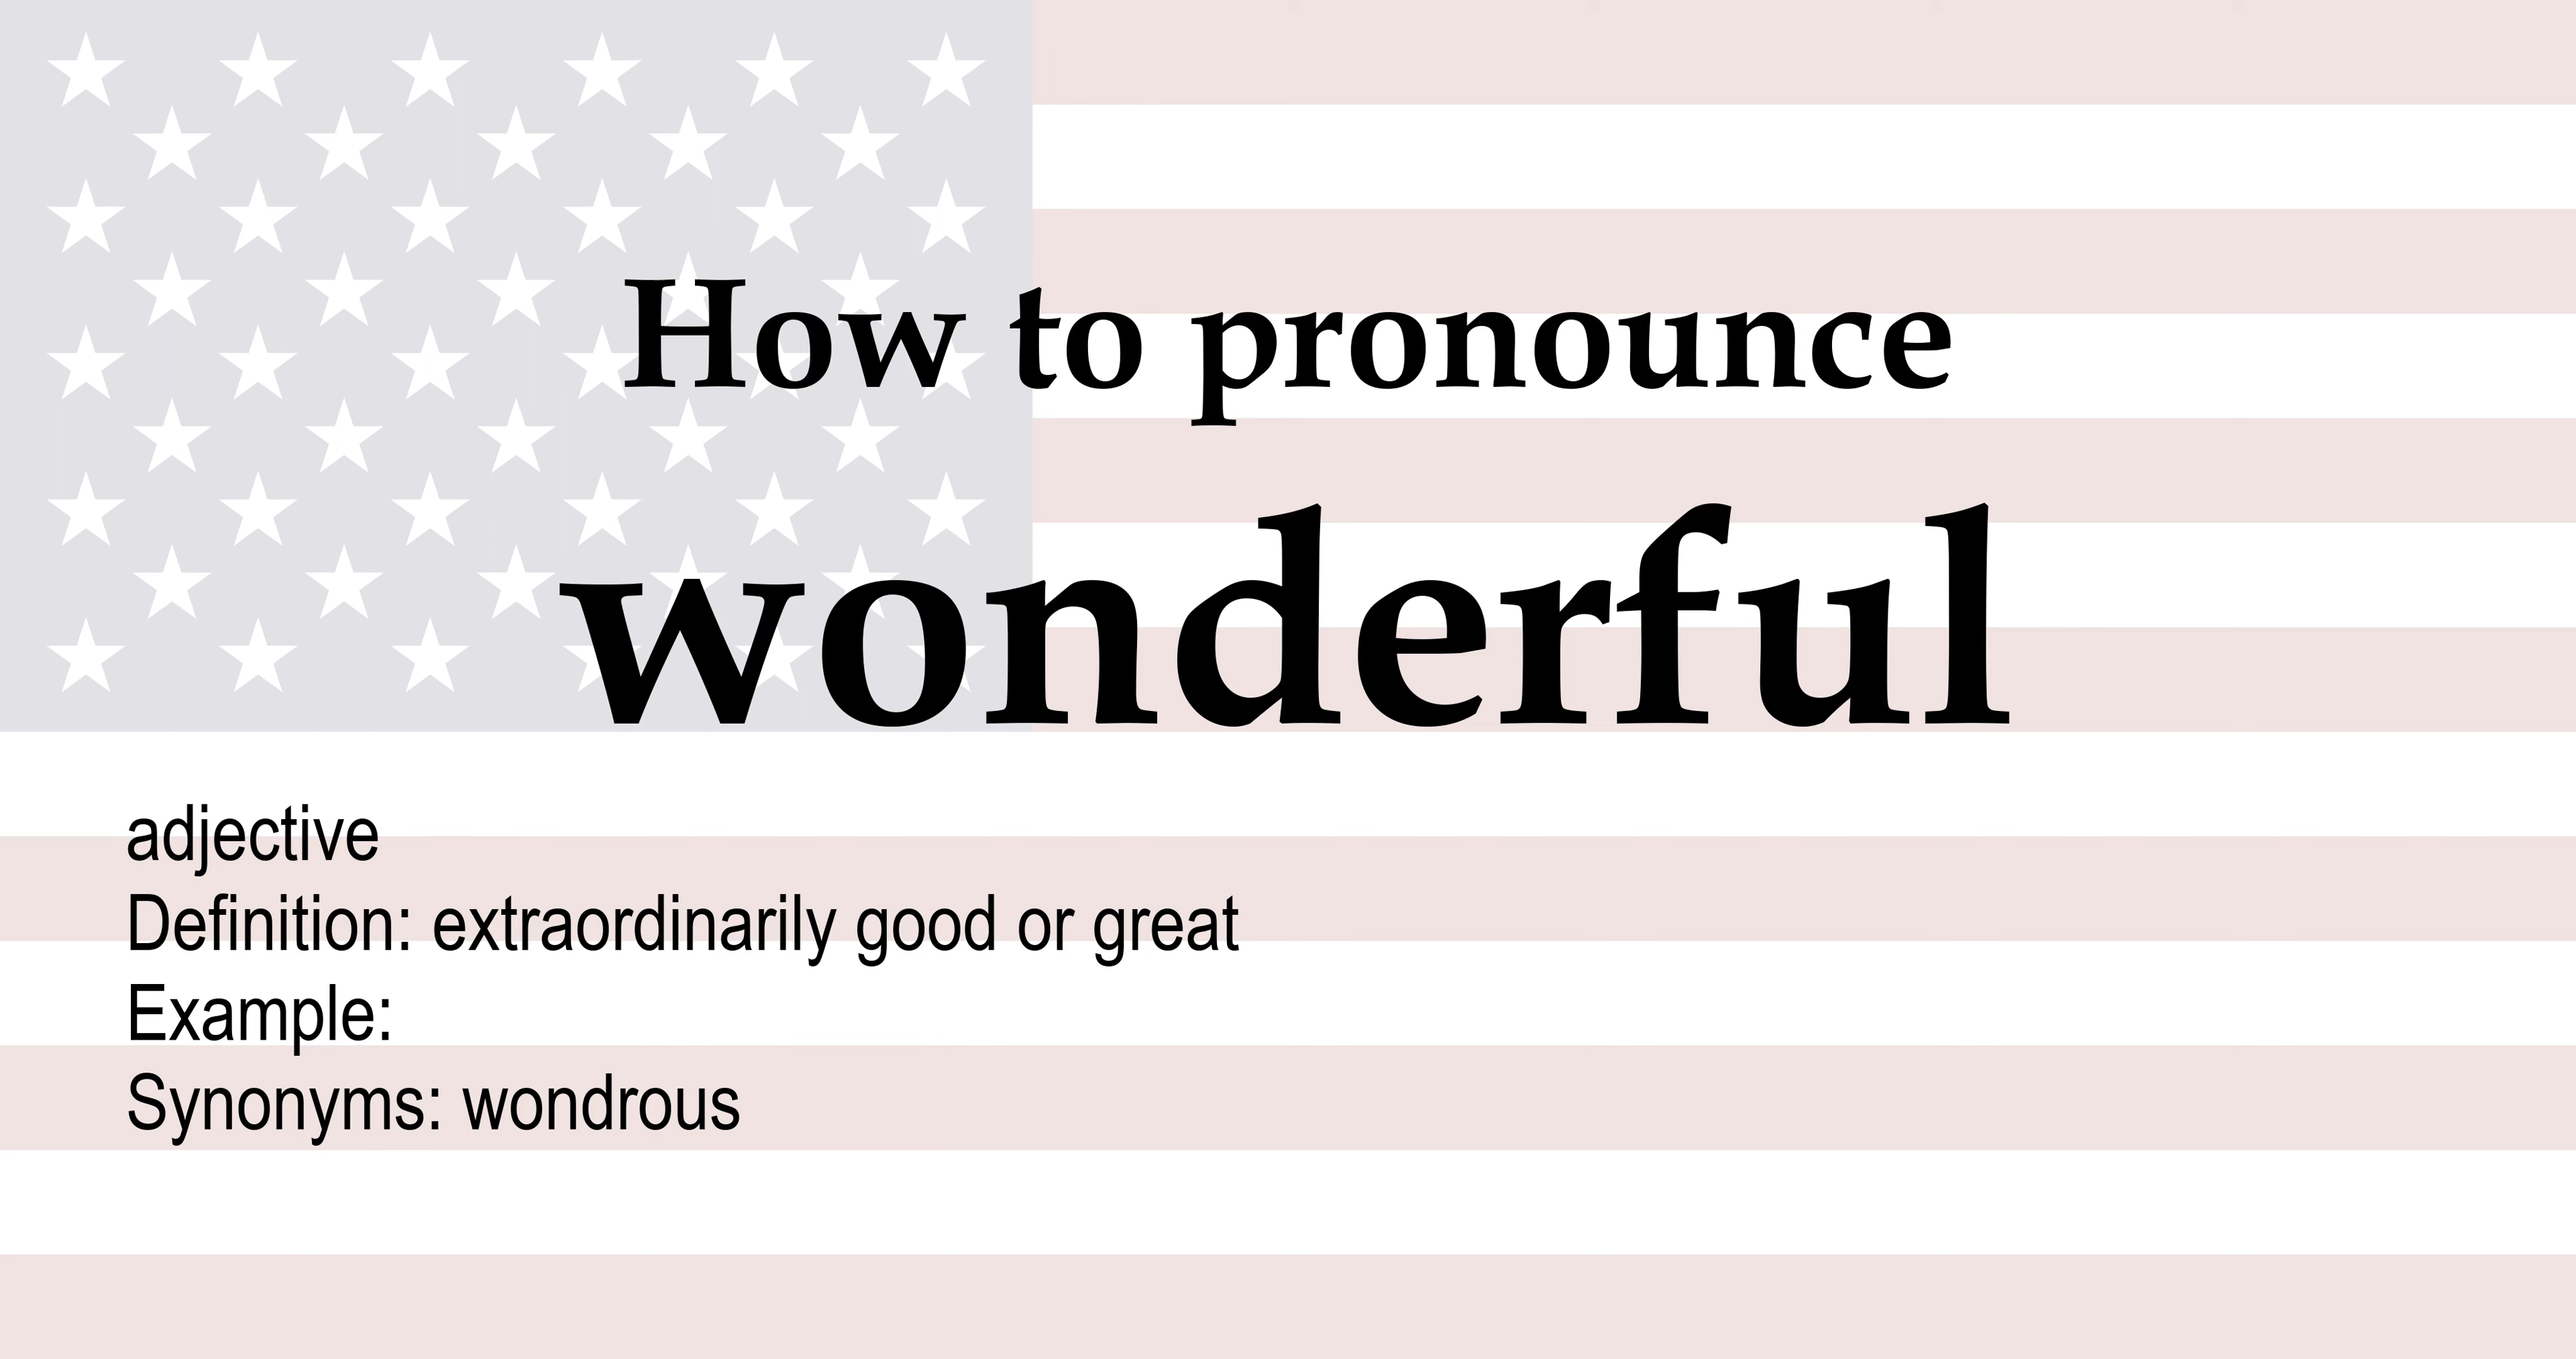 How to pronounce
wonderful
adjective
Definition: extraordinarily good or great
Example:
Synonyms: wondrous